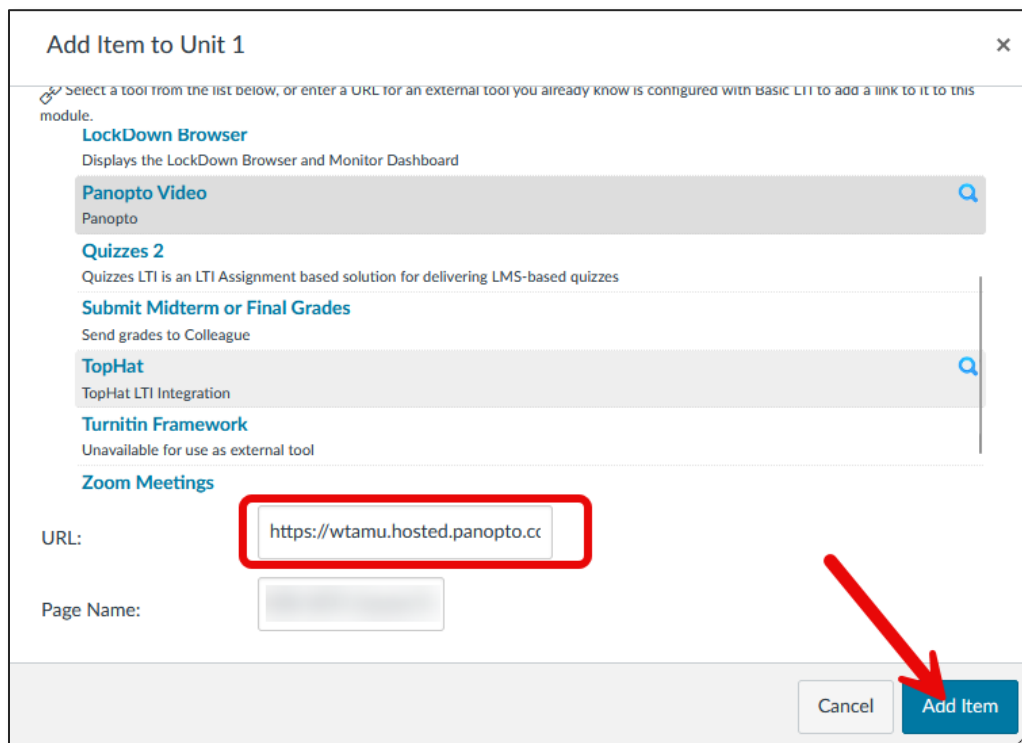 Add Item to Unit 1
×
Select a tool from the list below, or enter a URL for an external tool you already know is configured with Basic LTI to add a link to it to this
module.
LockDown Browser
Displays the LockDown Browser and Monitor Dashboard
Panopto Video
Panopto
Quizzes 2
Quizzes LTI is an LTI Assignment based solution for delivering LMS-based quizzes
Submit Midterm or Final Grades
Send grades to Colleague
TopHat
TopHat LTI Integration
Turnitin Framework
Unavailable for use as external tool
Zoom Meetings
URL: https://wtamu.hosted.panopto.cc
Page Name:
Cancel Add Item